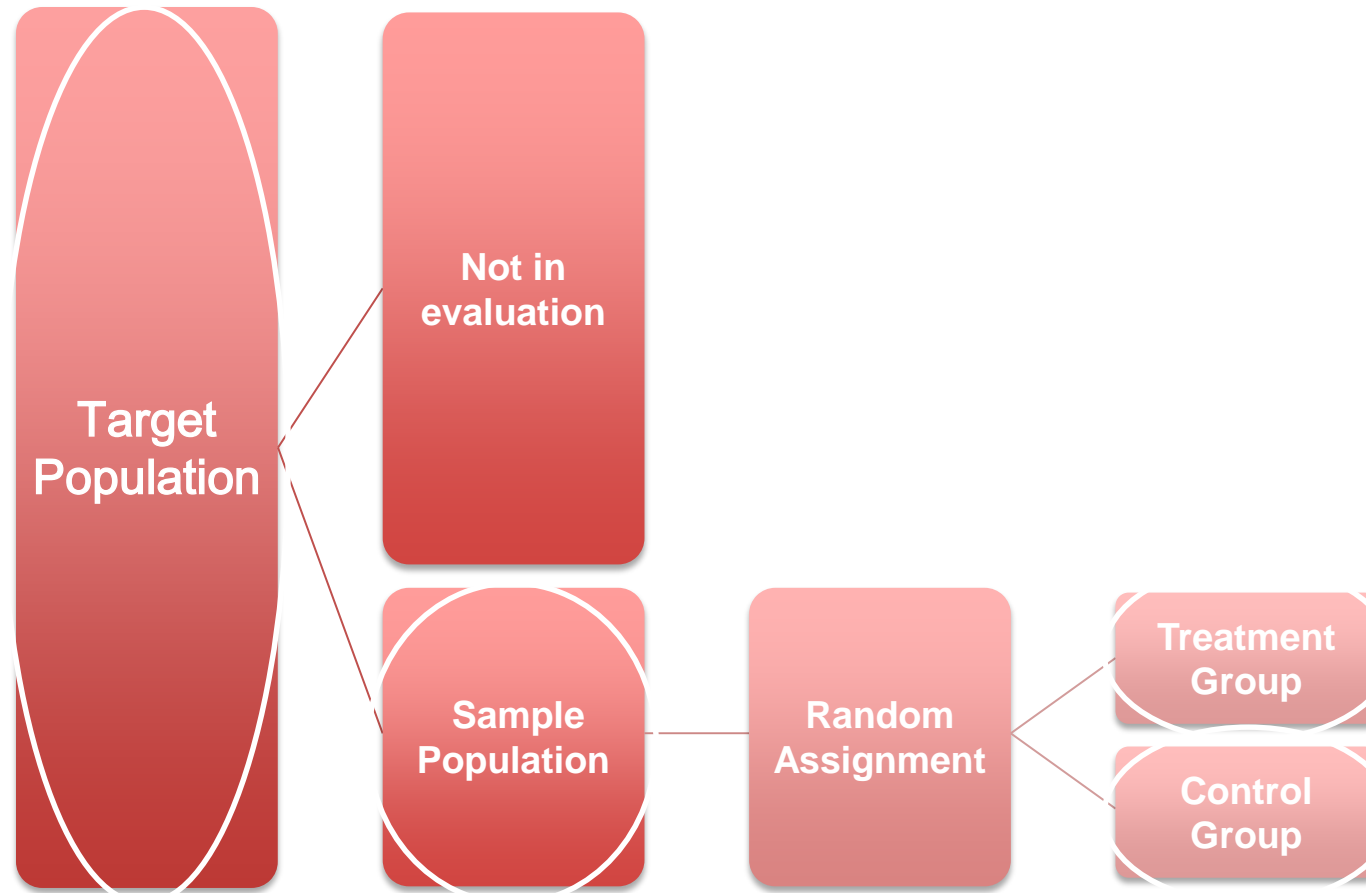 Target
Population
Not in
evaluation
Sample
Population
Random
Assignment
Treatment
Group
Control
Group